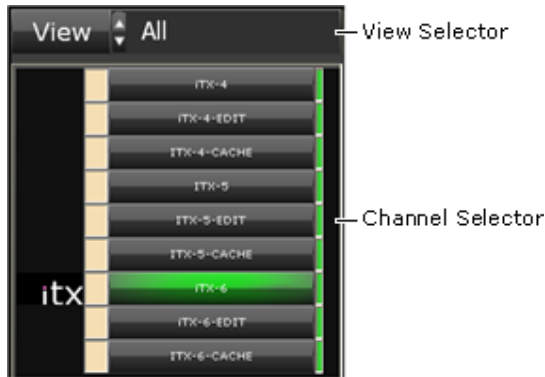 View All
View Selector
iTX-4
iTX-4-EDIT
ITX-4-CACHE
ITX-5
ITX-5-EDIT
Channel Selector
ITX-5-CACHE
itx
iTX-6
iTX-6-EDIT
ITX-6-CACHE